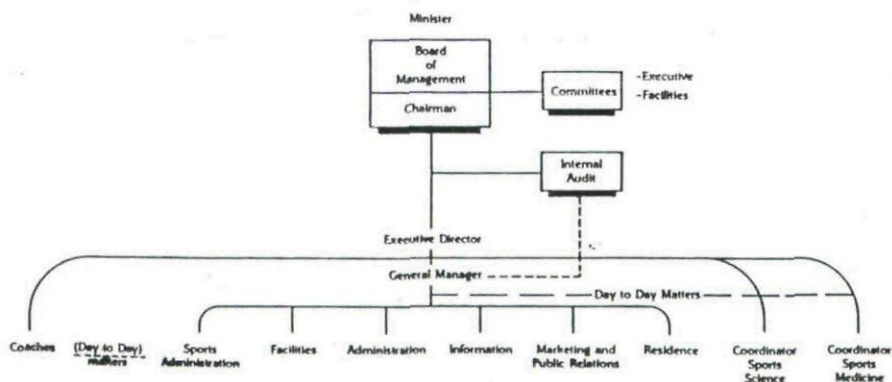 Minister
Board
of
Management
Chairman
Committees
-Executive
-Facilities
Internal
Audit
Executive Director
General Manager
Day to Day Matters
Coaches
(Day to Day)
matters
Sports
Administration
Facilities
Administration
Information
Marketing and
Public Relations
Residence
Coordinator
Sports
Science
Coordinator
Sports
Medicine